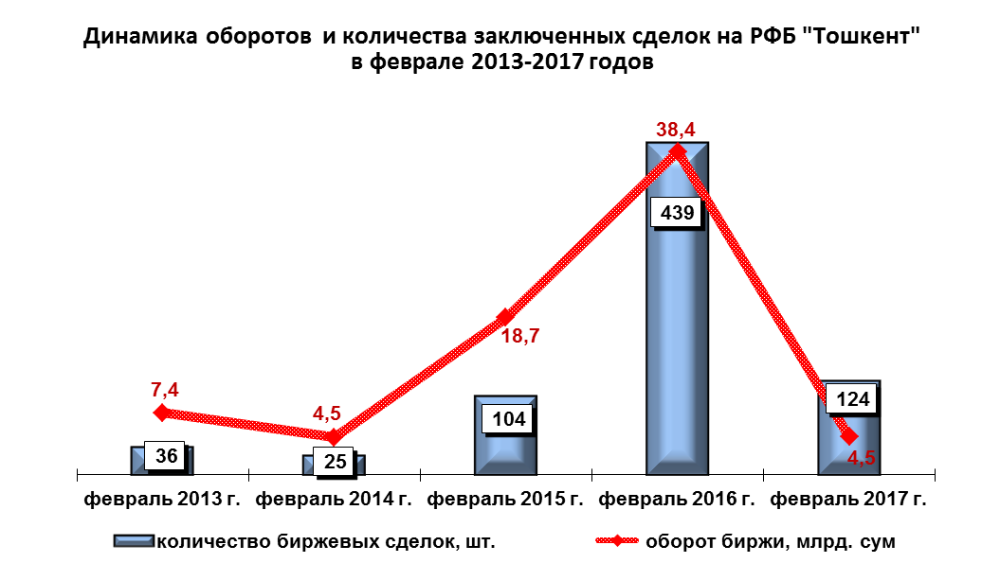 Динамика оборотов и количества заключенных сделок на РФБ "Тошкент"
в феврале 2013-2017 годов
38,4
439
18,7
7,4
4,5
124
104
36
25
4,5
февраль 2013 г.
февраль 2014 г.
февраль 2015 г.
февраль 2016 г.
февраль 2017 г.
количество биржевых сделок, шт.
оборот биржи, млрд. сум